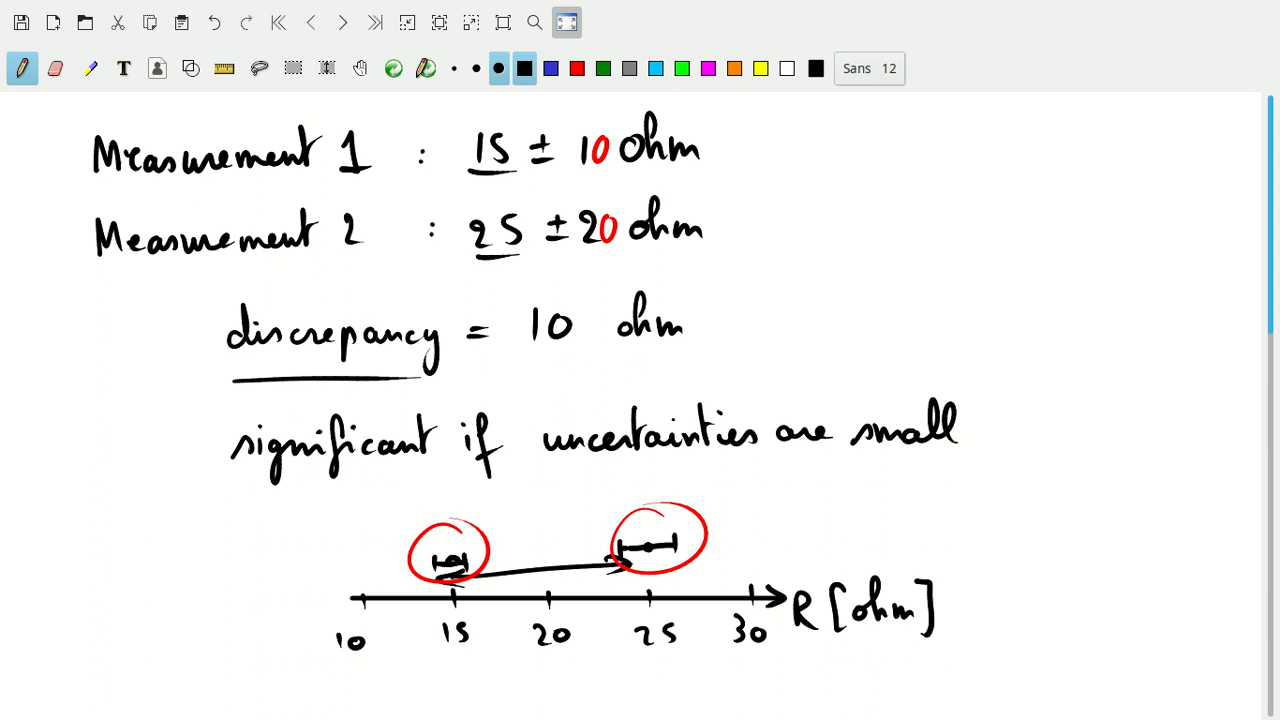 Sans 12
Measurement 1 : 15 ± 10 ohm
Measurement 2 : 25 ± 20 ohm
discrepancy = 10 ohm
significant if uncertainties are small
10 15 20 25 30 R [ohm]